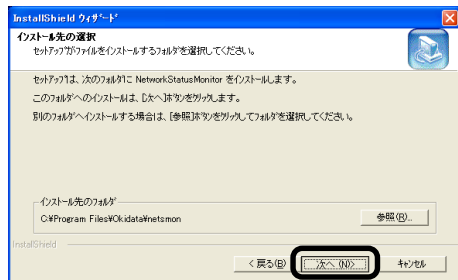 InstallShield ウィザード
インストール先の選択
セットアップがファイルをインストールするフォルダを選択してください。
セットアップは、次のフォルダに NetworkStatusMonitor をインストールします。
このフォルダへのインストールは、[次へ]ボタンをクリックします。
別のフォルダへインストールする場合は、[参照]ボタンをクリックしてフォルダを選択してください。
インストール先のフォルダ
C:¥Program Files¥Okidata¥netsmon
参照(R)...
InstallShield
< 戻る(B)
次へ (N)>
キャンセル